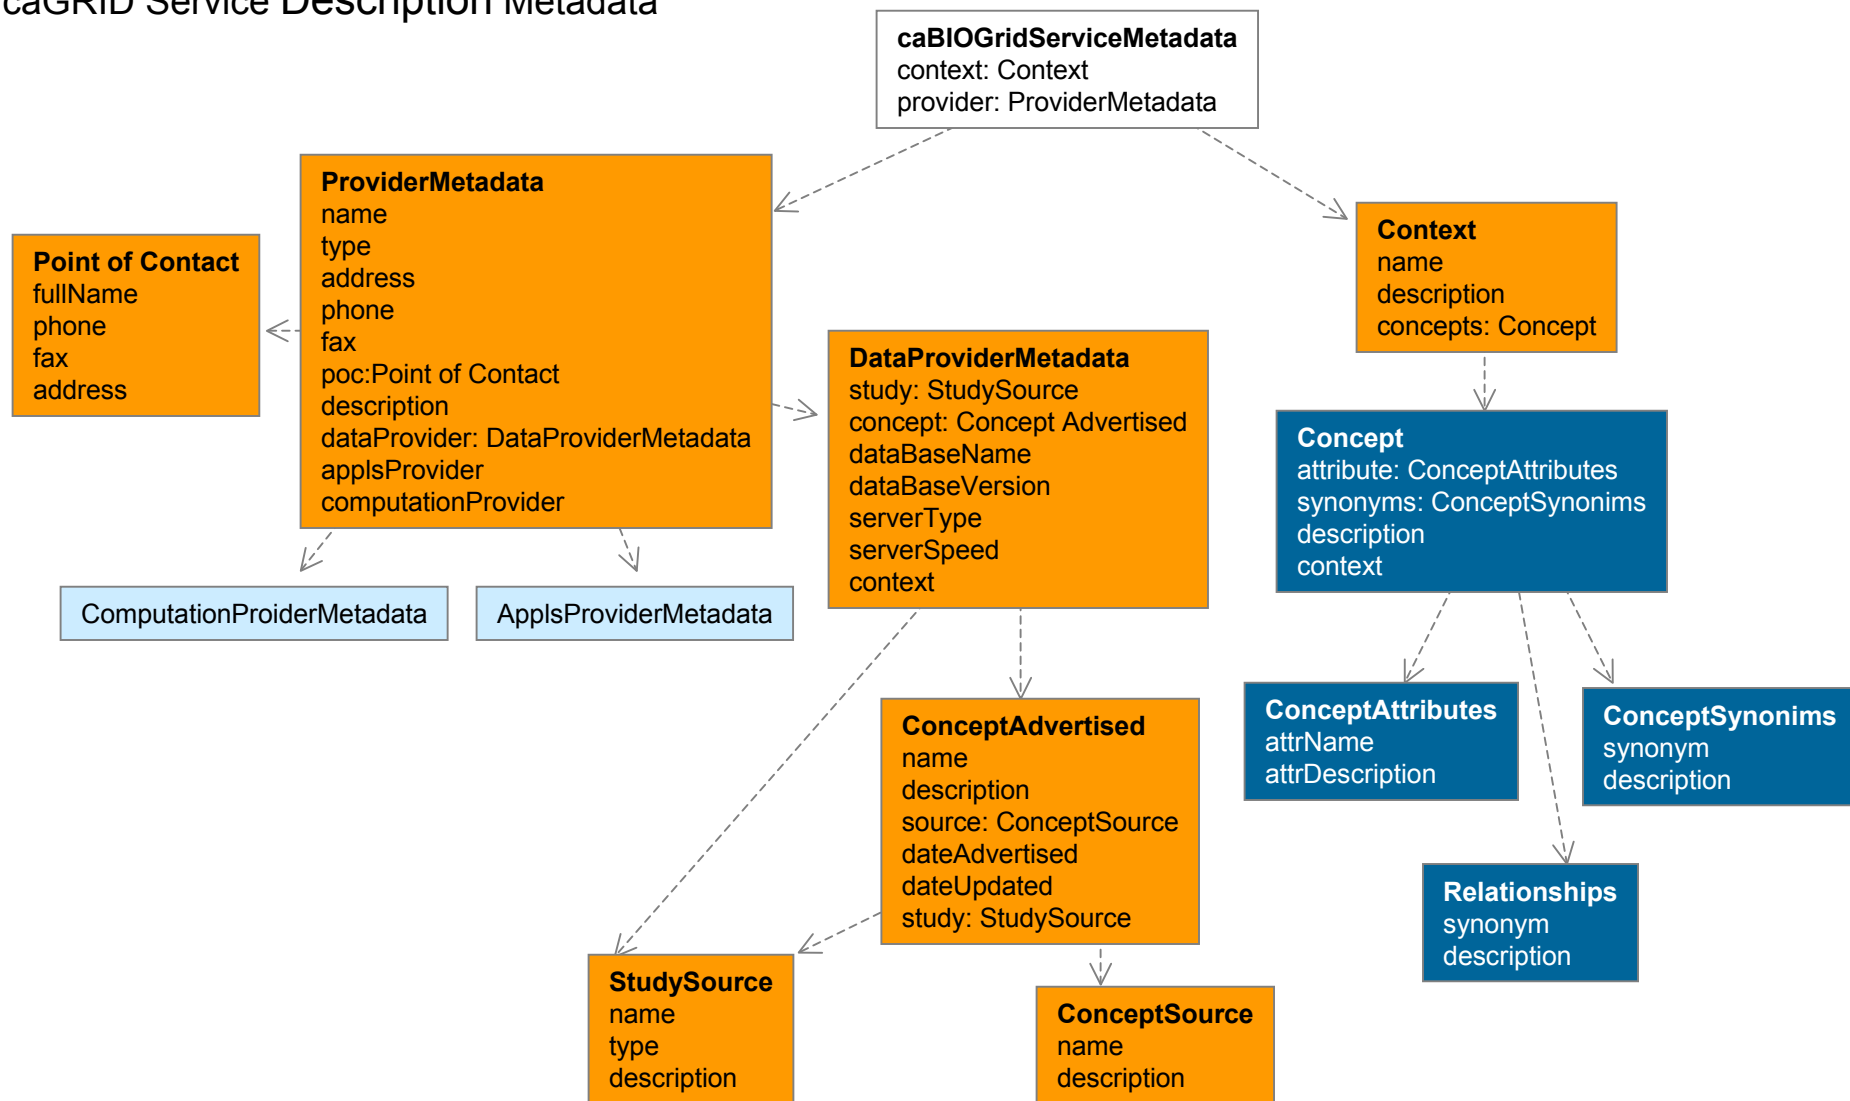 caGRID Service Description Metadata
caBIOGridServiceMetadata
context: Context
provider: ProviderMetadata
ProviderMetadata
name
type
address
phone
fax
poc:Point of Contact
description
dataProvider: DataProviderMetadata
applsProvider
computationProvider
Point of Contact
fullName
phone
fax
address
Context
name
description
concepts: Concept
DataProviderMetadata
study: StudySource
concept: Concept Advertised
dataBaseName
dataBaseVersion
serverType
serverSpeed
context
Concept
attribute: ConceptAttributes
synonyms: ConceptSynonims
description
context
ComputationProiderMetadata
ApplsProviderMetadata
ConceptAdvertised
name
description
source: ConceptSource
dateAdvertised
dateUpdated
study: StudySource
ConceptAttributes
attrName
attrDescription
ConceptSynonims
synonym
description
Relationships
synonym
description
StudySource
name
type
description
ConceptSource
name
description